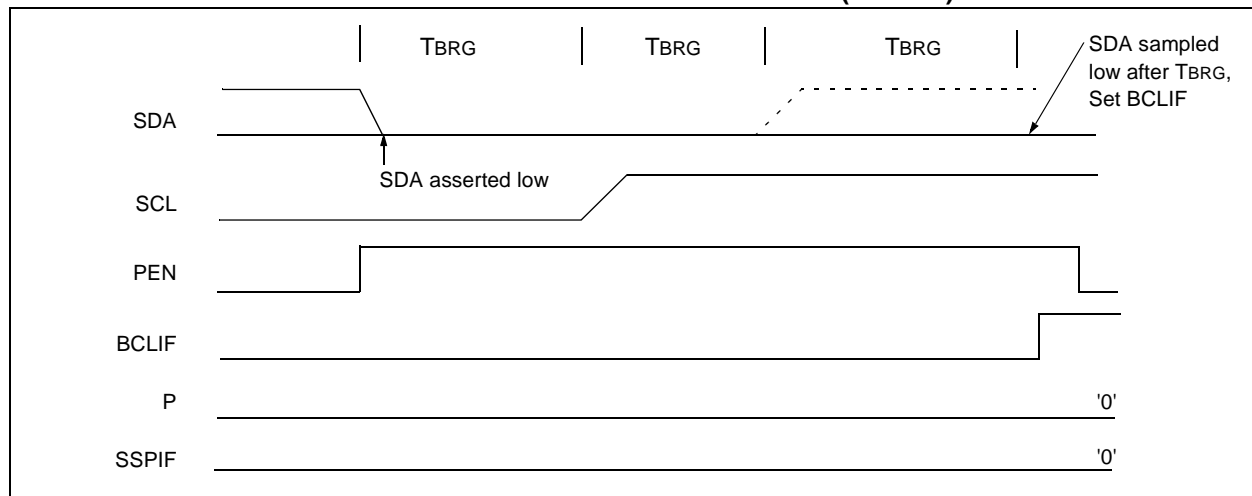 TBRG TBRG TBRG
SDA sampled
low after TBRG,
Set BCLIF
SDA
SDA asserted low
SCL
PEN
BCLIF
P '0'
SSPIF '0'